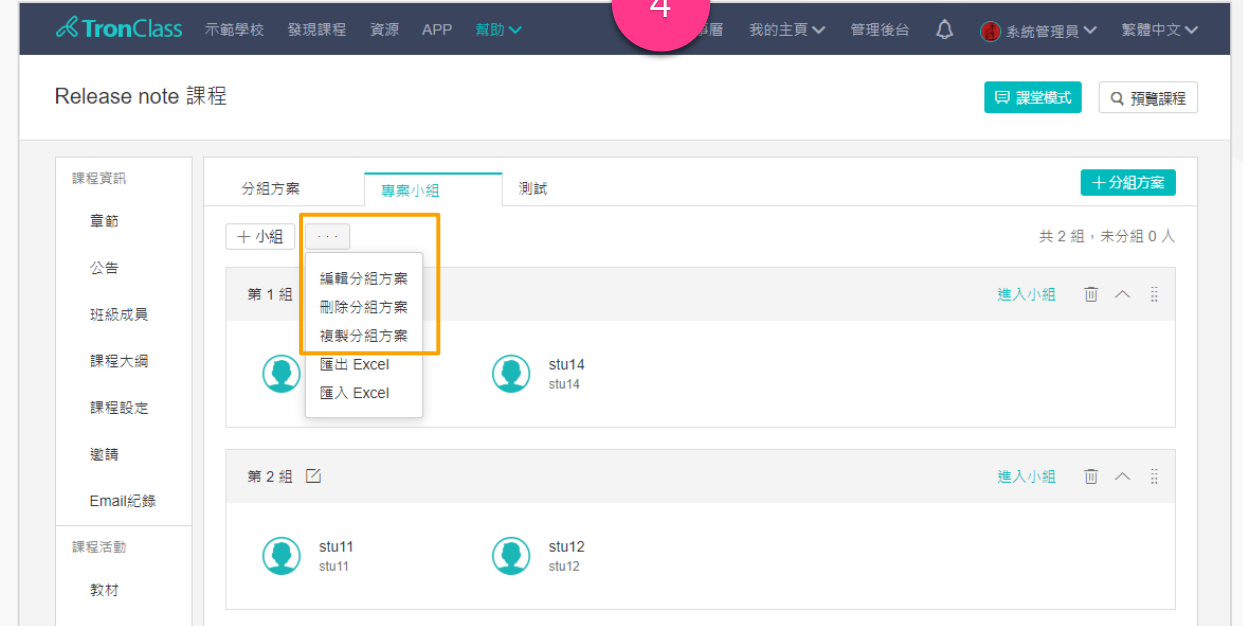 4
TronClass 示範學校 發現課程 資源 APP 幫助 層 我的主頁 管理後台 系統管理員 繁體中文
Release note 課程 課堂模式 預覽課程
課程資訊
章節
公告
班級成員
課程大綱
課程設定
邀請
Email紀錄
課程活動
教材
分組方案 專案小組 測試 +分組方案
+ 小組 ··· 共 2 組，未分組 0 人
編輯分組方案
刪除分組方案
複製分組方案
匯出 Excel
匯入 Excel
第 1 組 進入小組
stu14
stu14
第 2 組 進入小組
stu11 stu12
stu11 stu12